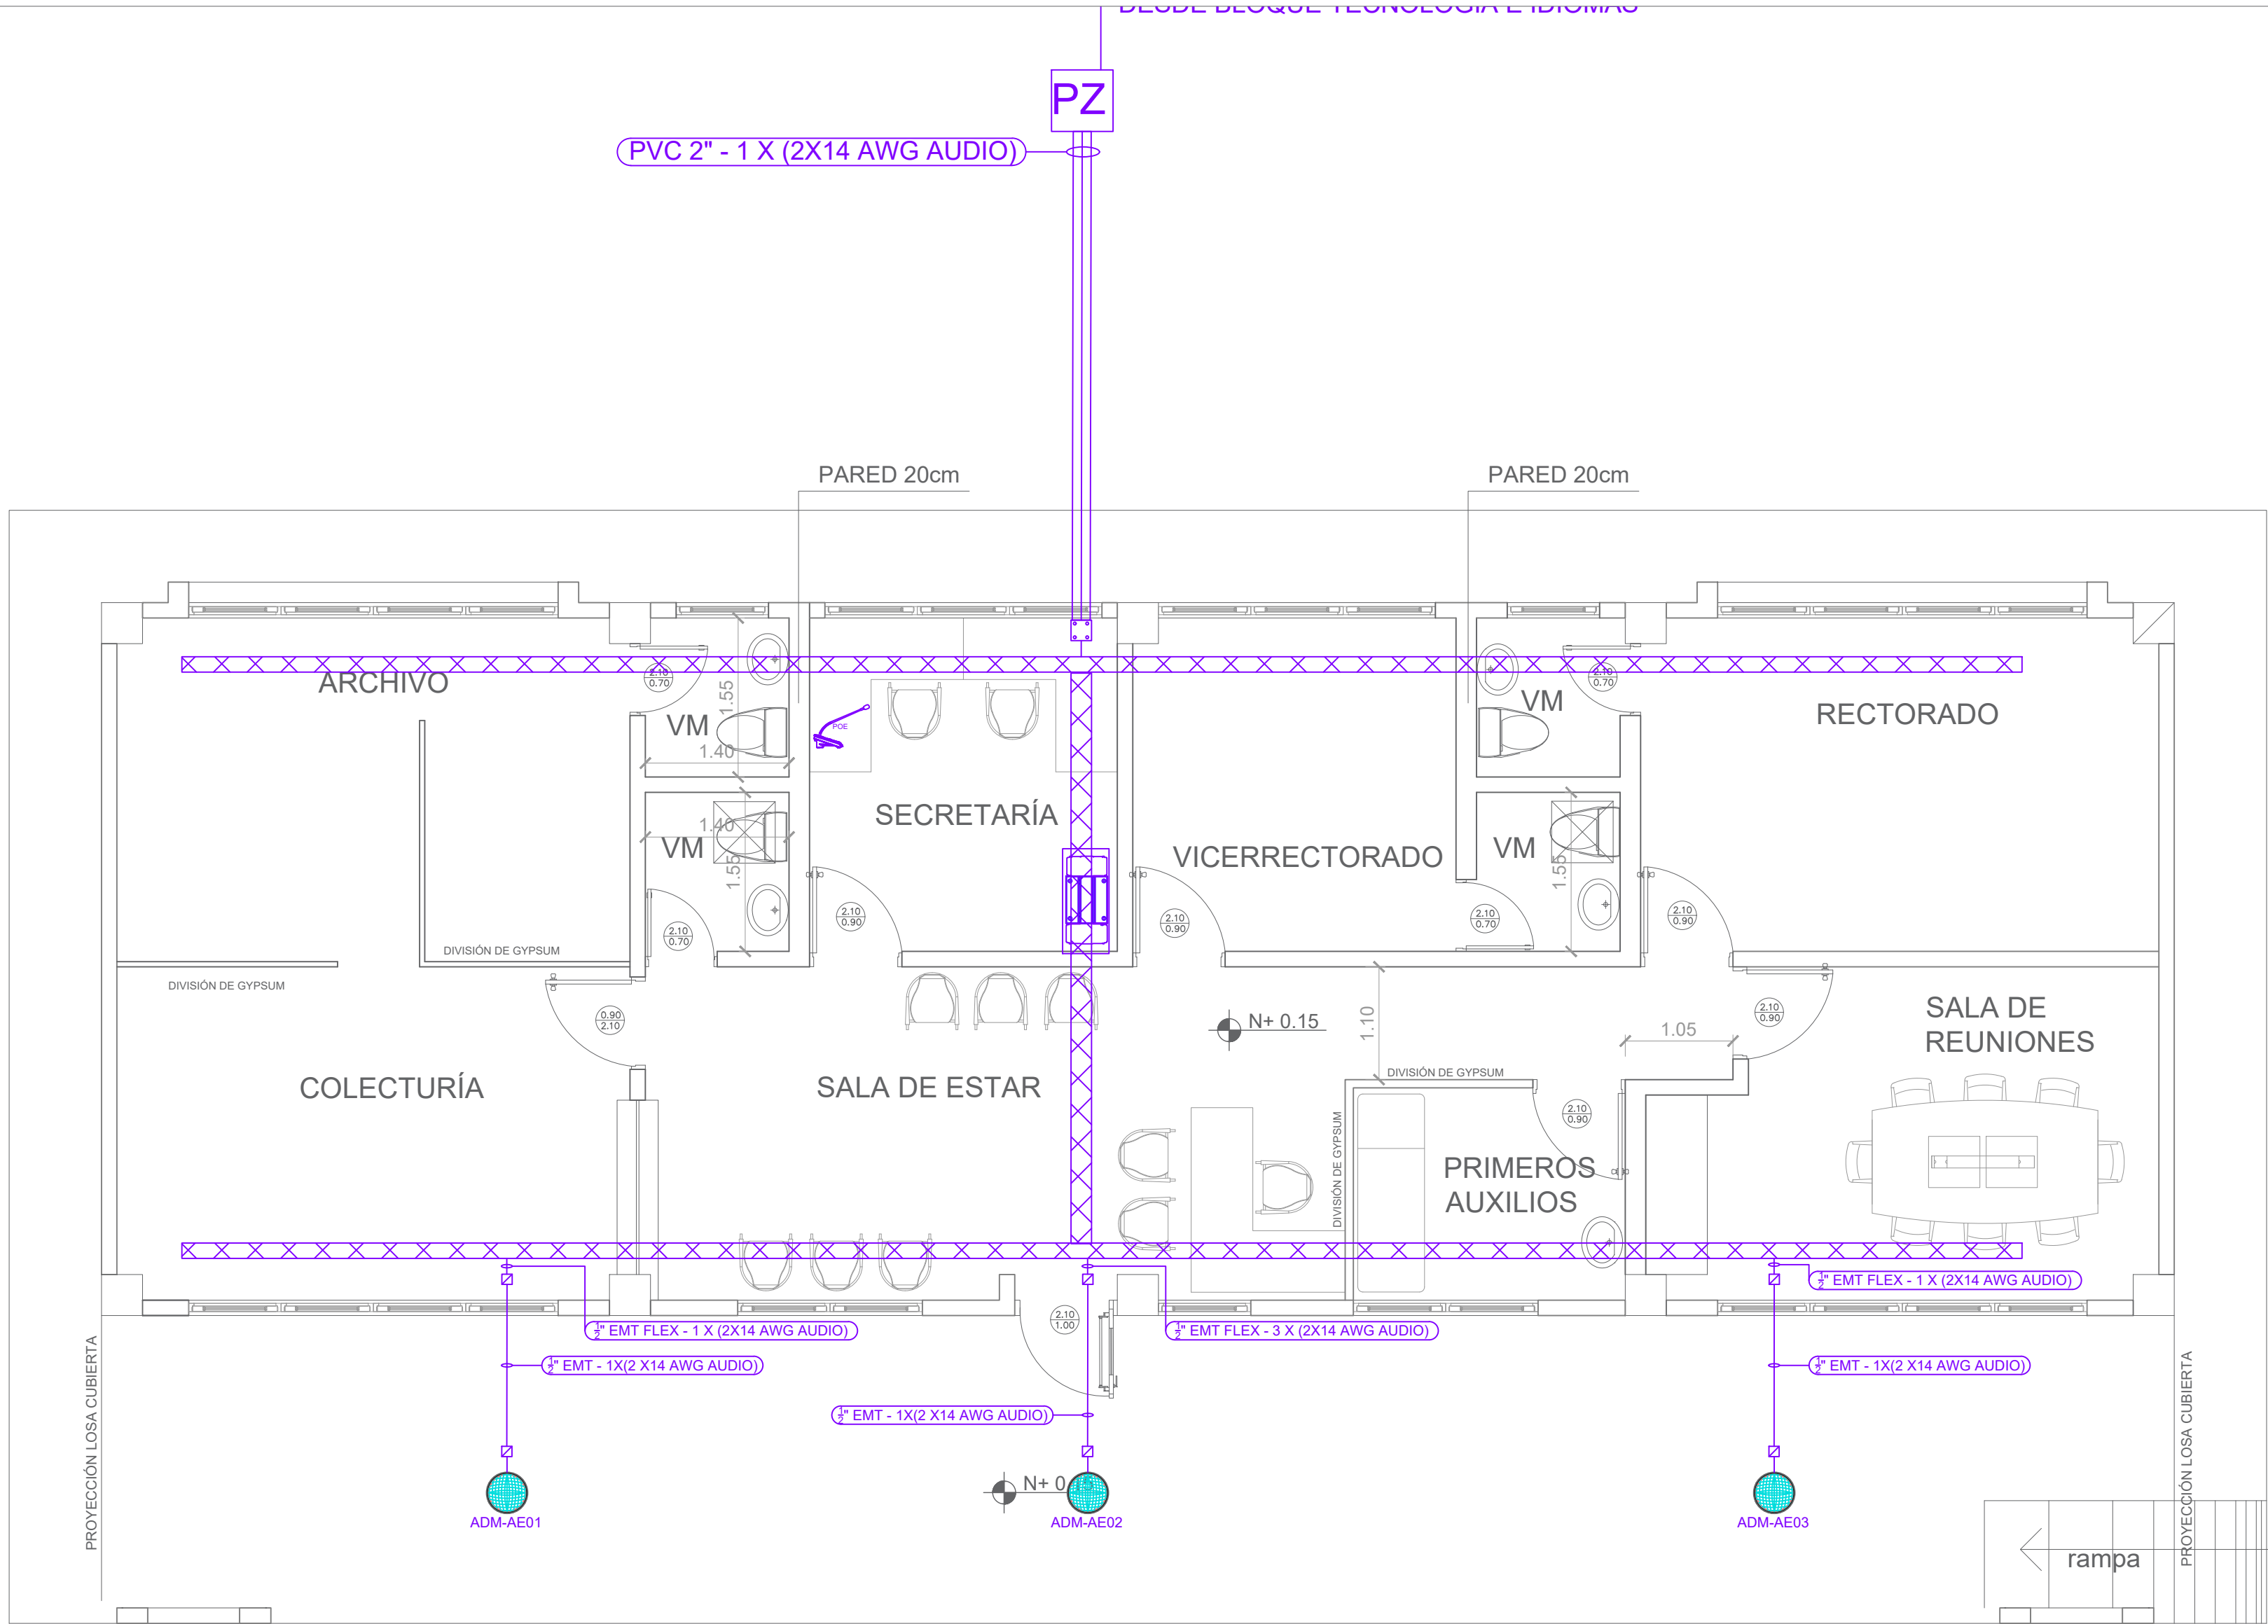 DESDE BLOQUE TECNOLOGIA E IDIOMAS
PZ
PVC 2" - 1 X (2X14 AWG AUDIO)
PARED 20cm
PARED 20cm
ARCHIVO
2.10
0.70
1.55
VM
1.40
POE
SECRETARÍA
VICERRECTORADO
VM
2.10
0.70
RECTORADO
1.40
VM
1.55
VM
1.55
2.10
0.70
2.10
0.90
2.10
0.90
2.10
0.70
2.10
0.90
DIVISIÓN DE GYPSUM
DIVISIÓN DE GYPSUM
0.90
2.10
N+ 0.15
1.10
1.05
2.10
0.90
SALA DE
REUNIONES
COLECTURÍA
SALA DE ESTAR
DIVISIÓN DE GYPSUM
DIVISIÓN DE GYPSUM
2.10
0.90
PRIMEROS
AUXILIOS
½" EMT FLEX - 1 X (2X14 AWG AUDIO)
½" EMT FLEX - 1 X (2X14 AWG AUDIO)
2.10
1.00
½" EMT FLEX - 3 X (2X14 AWG AUDIO)
½" EMT - 1X(2 X14 AWG AUDIO)
½" EMT - 1X(2 X14 AWG AUDIO)
½" EMT - 1X(2 X14 AWG AUDIO)
PROYECCIÓN LOSA CUBIERTA
PROYECCIÓN LOSA CUBIERTA
N+ 0
ADM-AE01
ADM-AE02
ADM-AE03
rampa